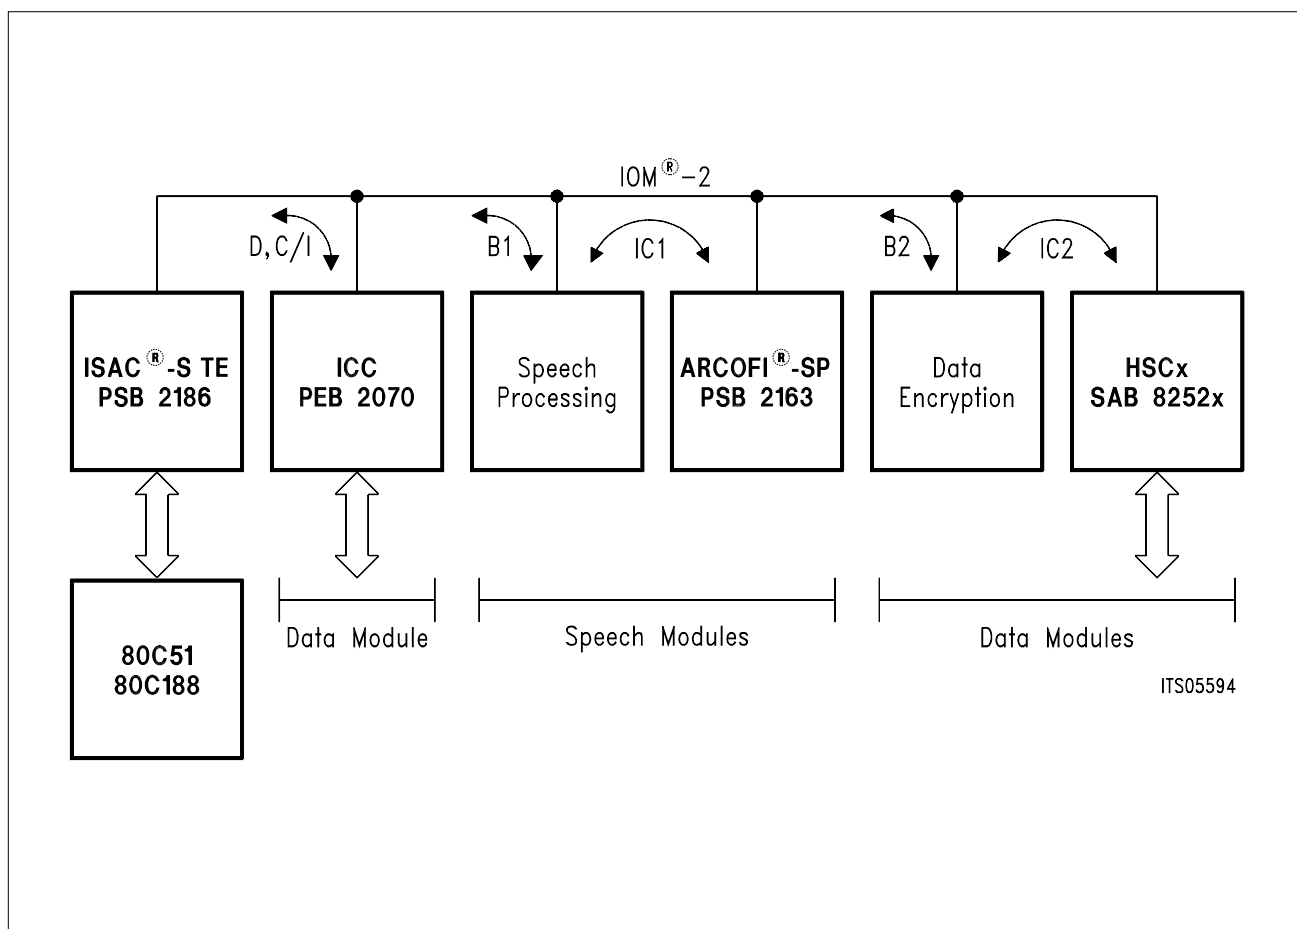 IOM®-2
D, C/I
B1
IC1
B2
IC2
ISAC®-S TE
PSB 2186
ICC
PEB 2070
Speech
Processing
ARCOFI®-SP
PSB 2163
Data
Encryption
HSCx
SAB 8252x
80C51
80C188
Data Module
Speech Modules
Data Modules
ITS05594